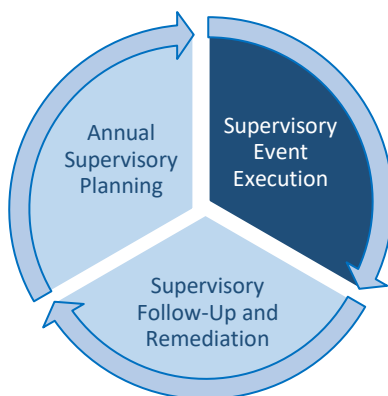 Annual
Supervisory
Planning
Supervisory
Event
Execution
Supervisory
Follow-Up and
Remediation